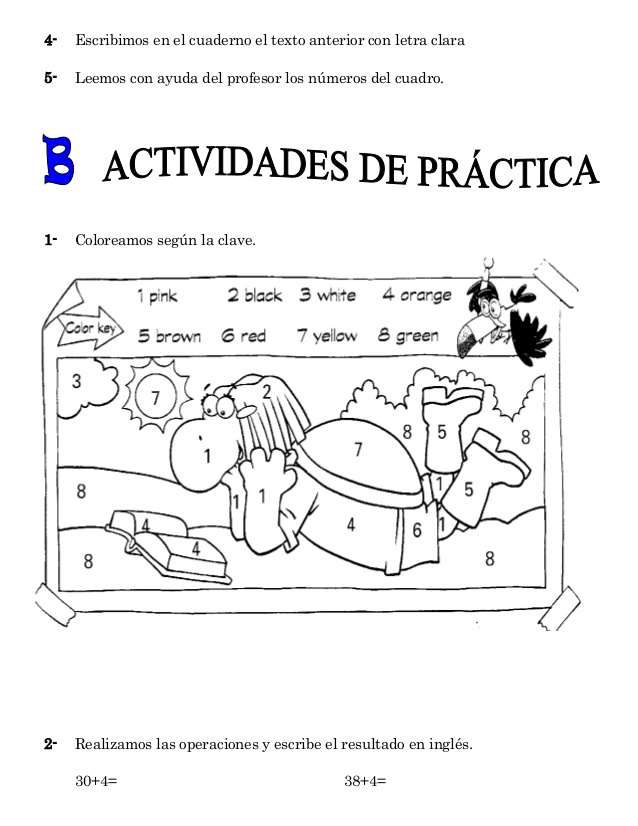 4- Escribimos en el cuaderno el texto anterior con letra clara
5- Leemos con ayuda del profesor los números del cuadro.
B ACTIVIDADES DE PRÁCTICA
1- Coloreamos según la clave.
1 pink 2 black 3 white 4 orange
Color key
5 brown 6 red 7 yellow 8 green
3
7
2
8 5 8
1
7
1
5
8
1 1
4 4 6 1
4
8
8
2- Realizamos las operaciones y escribe el resultado en inglés.
30+4= 38+4=